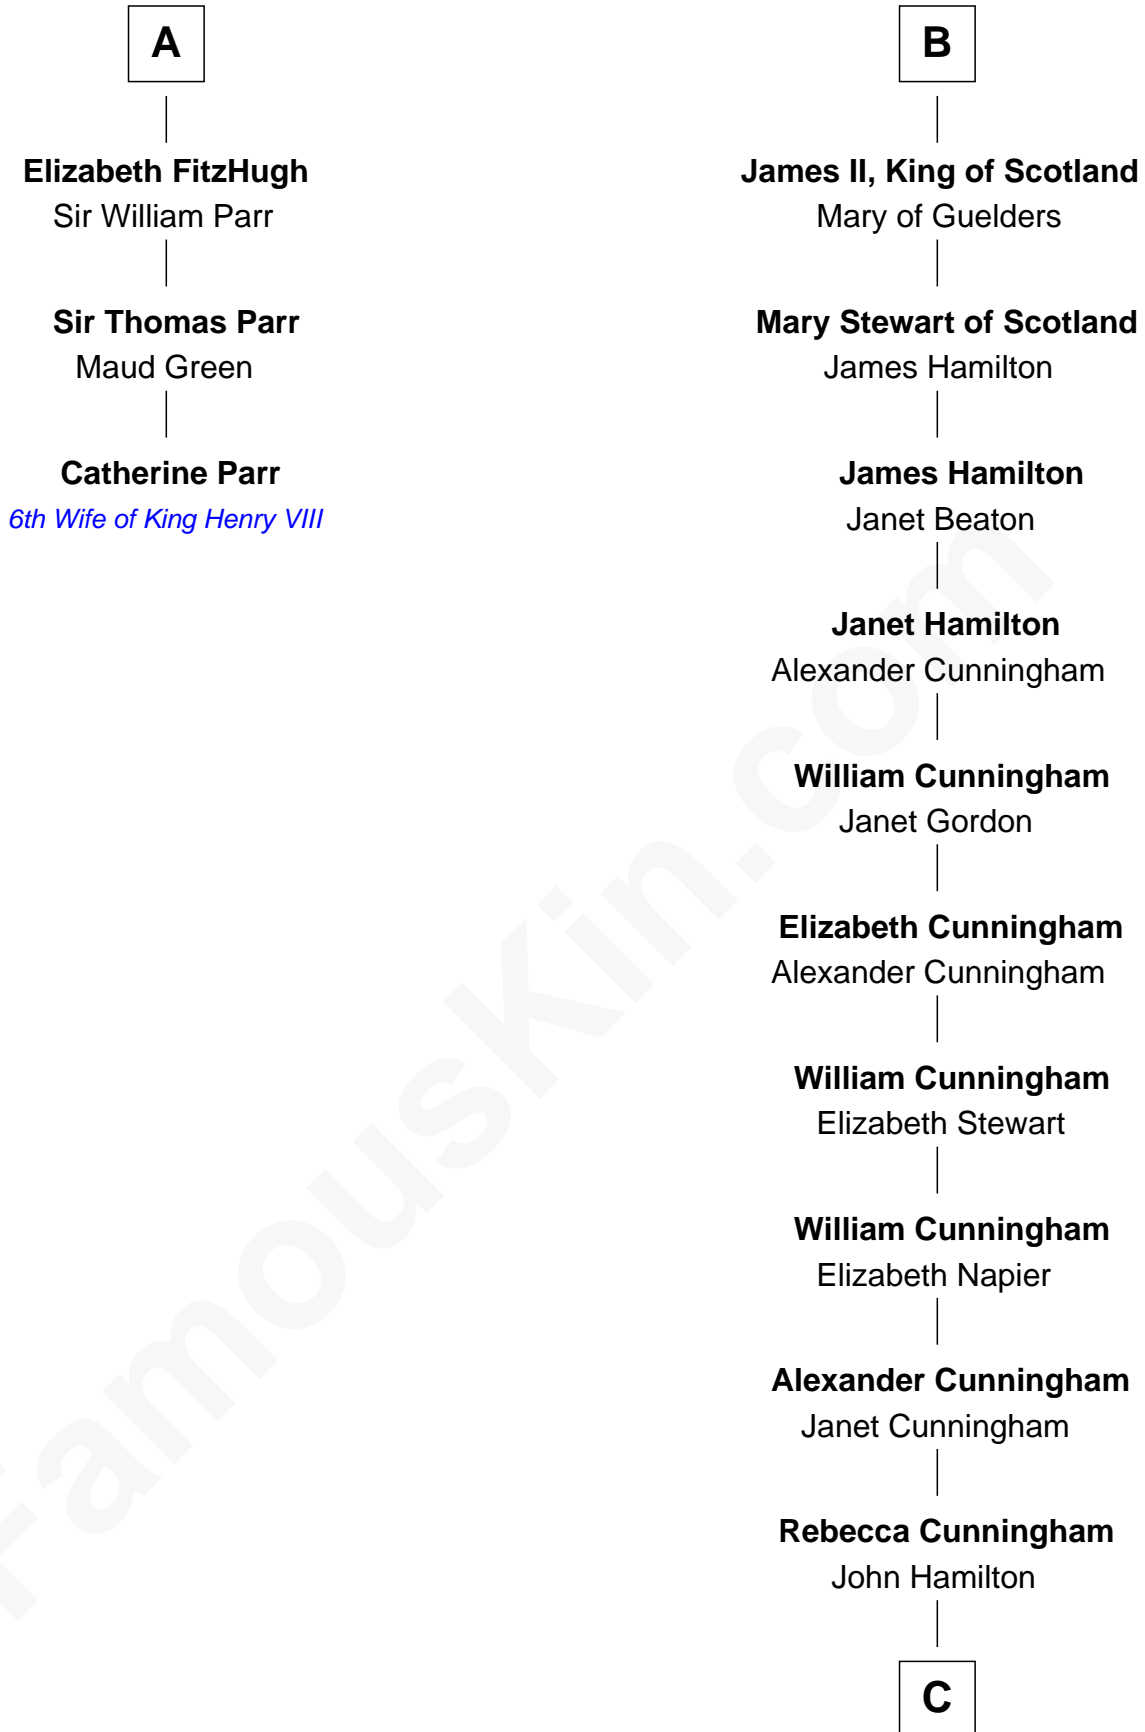 A
Elizabeth FitzHugh
Sir William Parr
Sir Thomas Parr
Maud Green
Catherine Parr
6th Wife of King Henry VIII
B
James II, King of Scotland
Mary of Guelders
Mary Stewart of Scotland
James Hamilton
James Hamilton
Janet Beaton
Janet Hamilton
Alexander Cunningham
William Cunningham
Janet Gordon
Elizabeth Cunningham
Alexander Cunningham
William Cunningham
Elizabeth Stewart
William Cunningham
Elizabeth Napier
Alexander Cunningham
Janet Cunningham
Rebecca Cunningham
John Hamilton
C
FamousKin.com